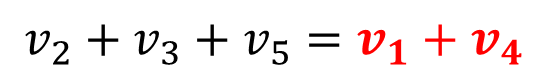 v₂ + v₃ + v₅ = v₁ + v₄